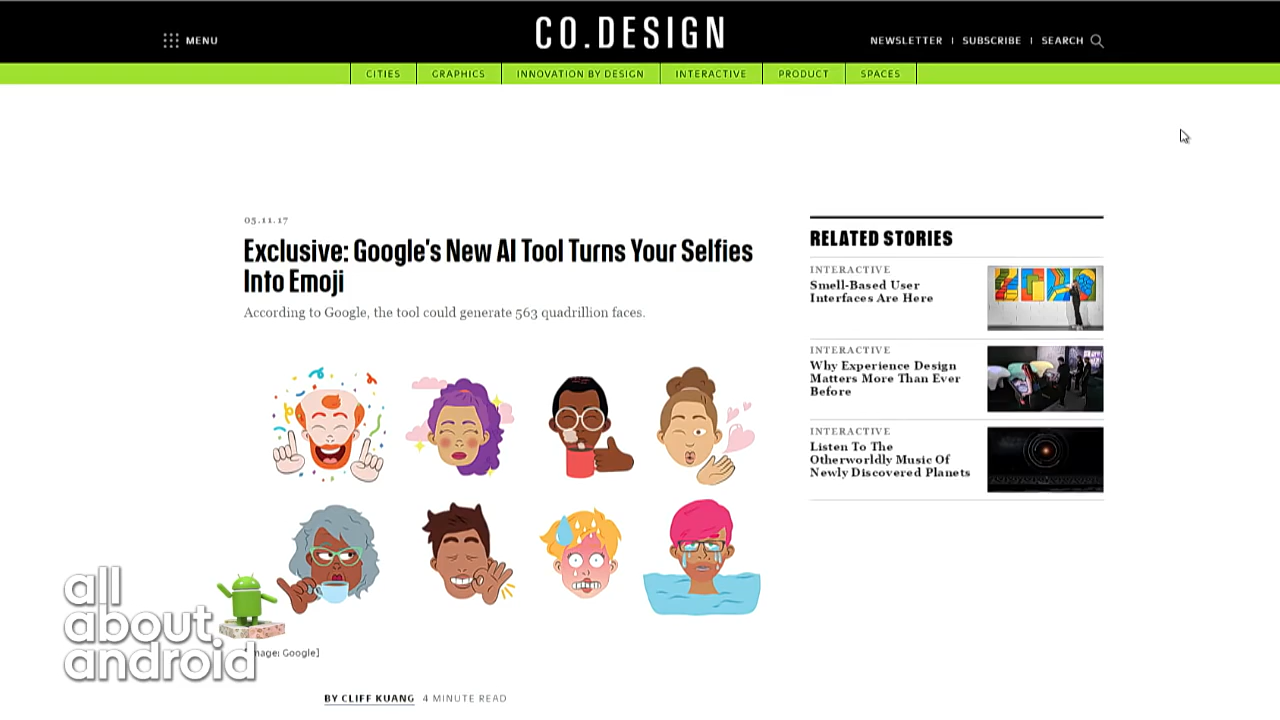 MENU
CO.DESIGN
NEWSLETTER | SUBSCRIBE | SEARCH
CITIES
GRAPHICS
INNOVATION BY DESIGN
INTERACTIVE
PRODUCT
SPACES
05.11.17
Exclusive: Google's New AI Tool Turns Your Selfies
Into Emoji
According to Google, the tool could generate 563 quadrillion faces.
RELATED STORIES
INTERACTIVE
Smell-Based User
Interfaces Are Here
INTERACTIVE
Why Experience Design
Matters More Than Ever
Before
INTERACTIVE
Listen To The
Otherworldly Music Of
Newly Discovered Planets
all
about
android
Google]
BY CLIFF KUANG 4 MINUTE READ